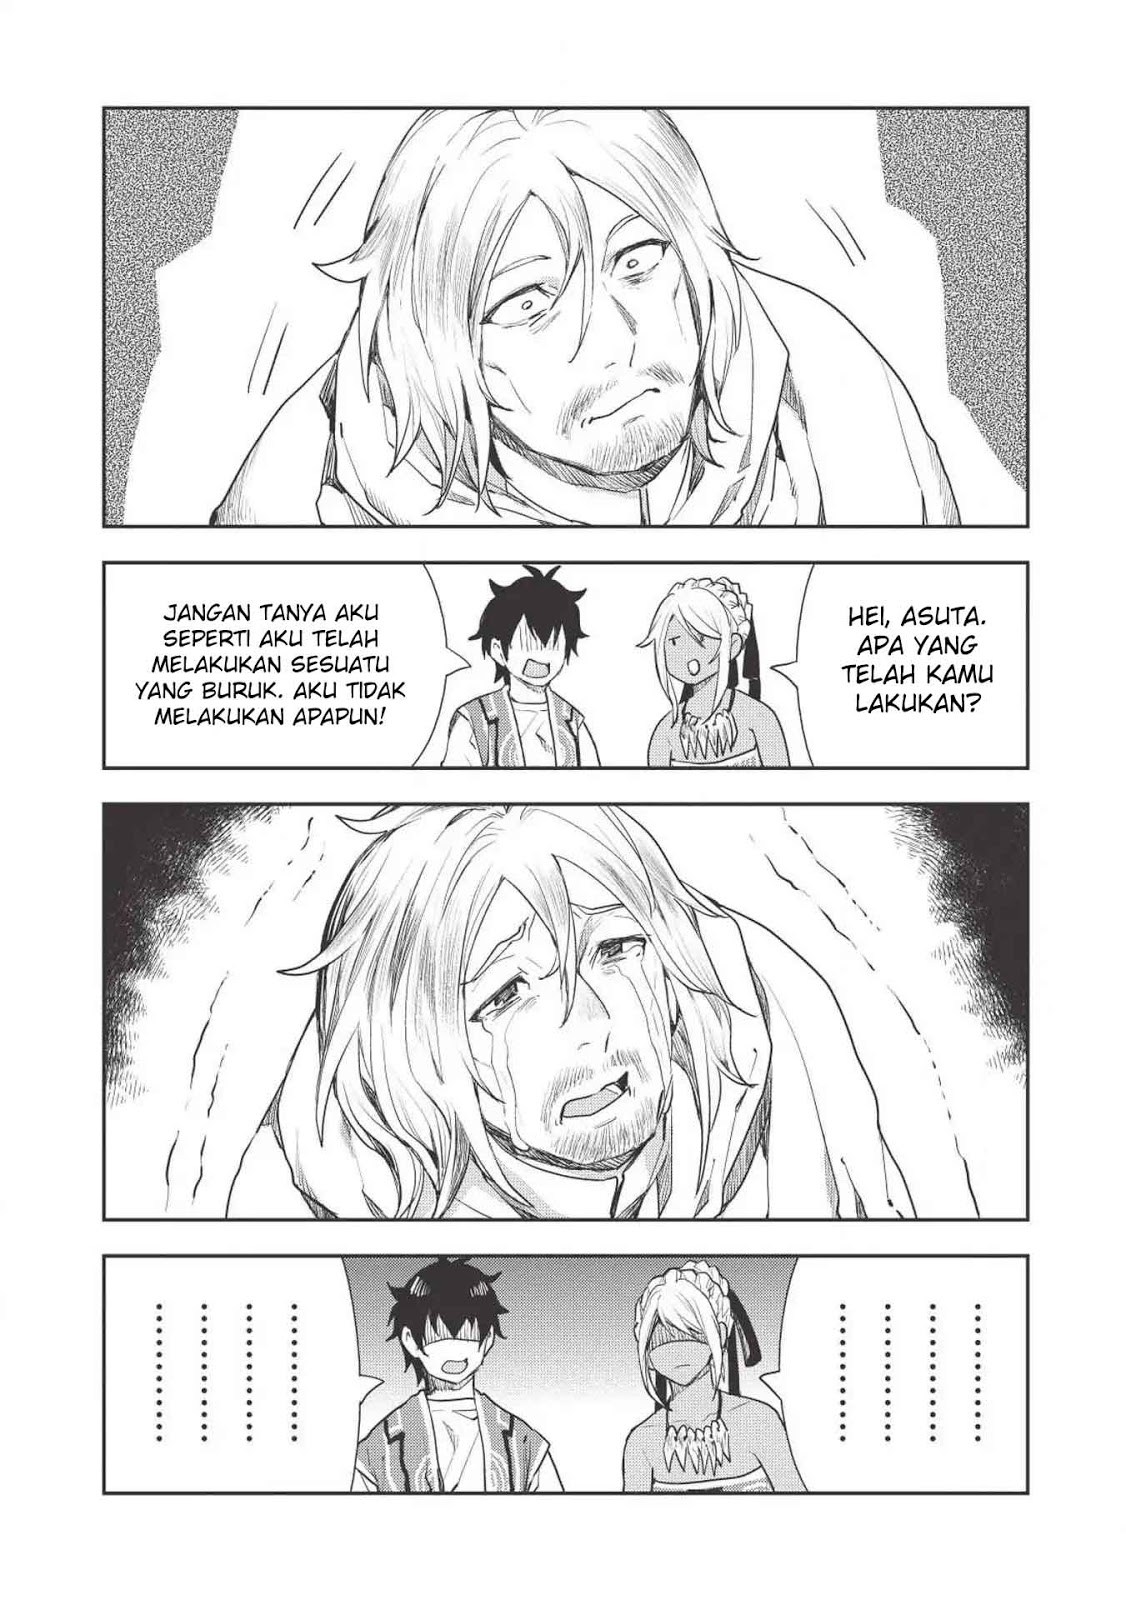 HEI, ASUTA.
APA YANG
TELAH KAMU
LAKUKAN?
JANGAN TANYA AKU
SEPERTI AKU TELAH
MELAKUKAN SESUATU
YANG BURUK. AKU TIDAK
MELAKUKAN APAPUN!